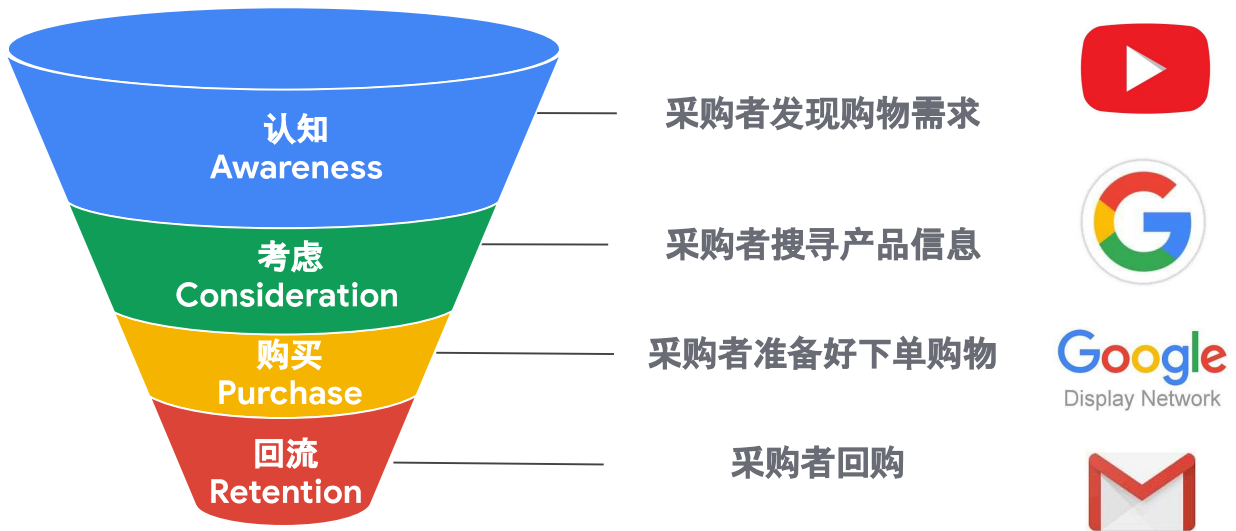 认知
Awareness
采购者发现购物需求
考虑
Consideration
采购者搜寻产品信息
购买
Purchase
采购者准备好下单购物
Google
Display Network
回流
Retention
采购者回购